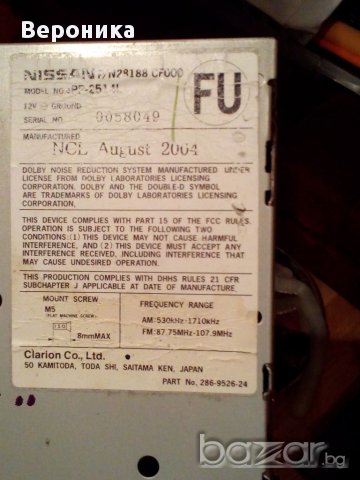 Вероника
NISSAN P/N28188 CF000
FU
MODEL NO.
12V ⊖ GROUND
SERIAL NO. 0058049
MANUFACTURED
NCL August 2004
DOLBY NOISE REDUCTION SYSTEM MANUFACTURED UNDER
LICENSE FROM DOLBY LABORATORIES LICENSING
CORPORATION. DOLBY AND THE DOUBLE-D SYMBOL
ARE TRADEMARKS OF DOLBY LABORATORIES LICENSING
CORPORATION.
THIS DEVICE COMPLIES WITH PART 15 OF THE FCC RULES.
OPERATION IS SUBJECT TO THE FOLLOWING TWO
CONDITIONS:(1) THIS DEVICE MAY NOT CAUSE HARMFUL
INTERFERENCE, AND (2) THIS DEVICE MUST ACCEPT ANY
INTERFERENCE RECEIVED, INCLUDING INTERFERENCE THAT
MAY CAUSE UNDESIRED OPERATION.
THIS PRODUCTION COMPLIES WITH DHHS RULES 21 CFR
SUBCHAPTER J APPLICABLE AT DATE OF MANUFACTURE.
MOUNT SCREW
M5
(FLAT MACHINE SCREW)
8mmMAX
FREQUENCY RANGE
AM:530kHz-1710kHz
FM:87.75MHz-107.9MHz
Clarion Co., Ltd.
50 KAMITODA, TODA SHI, SAITAMA KEN, JAPAN
PART No. 286-9526-24
bazar.bg